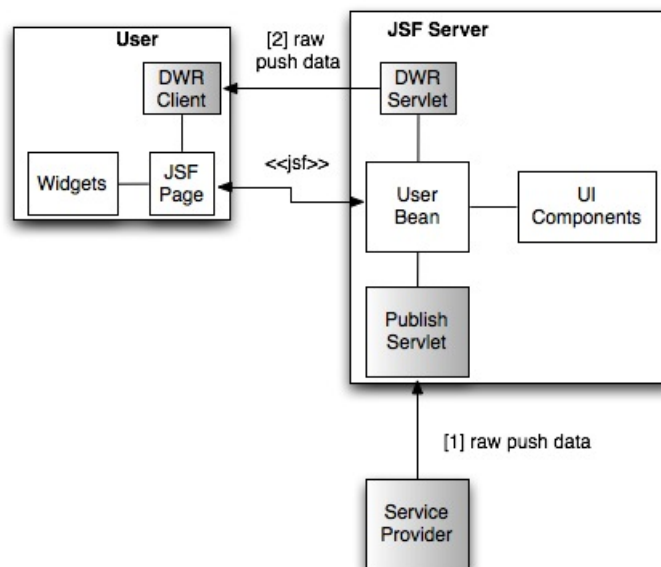 User
JSF Server
[2] raw
push data
DWR
Client
DWR
Servlet
<<jsf>>
Widgets
JSF
Page
User
Bean
UI
Components
Publish
Servlet
[1] raw push data
Service
Provider